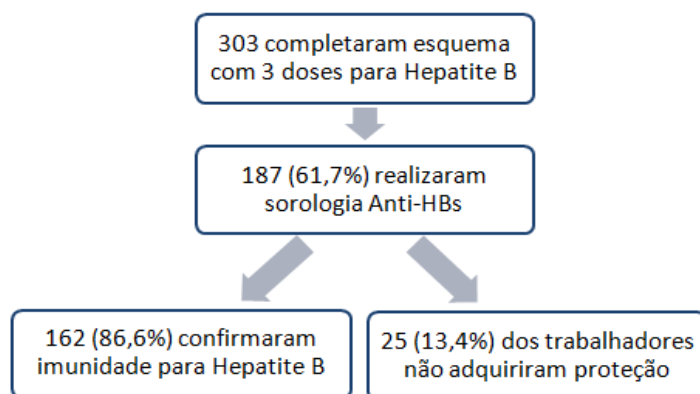 303 completaram esquema
com 3 doses para Hepatite B
187 (61,7%) realizaram
sorologia Anti-HBs
162 (86,6%) confirmaram
imunidade para Hepatite B
25 (13,4%) dos trabalhadores
não adquiriram proteção